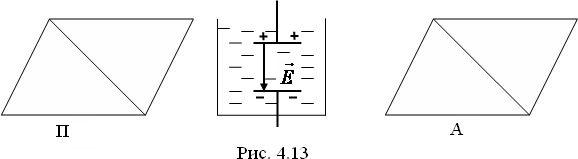 + +
E
− −
П
А
Рис. 4.13